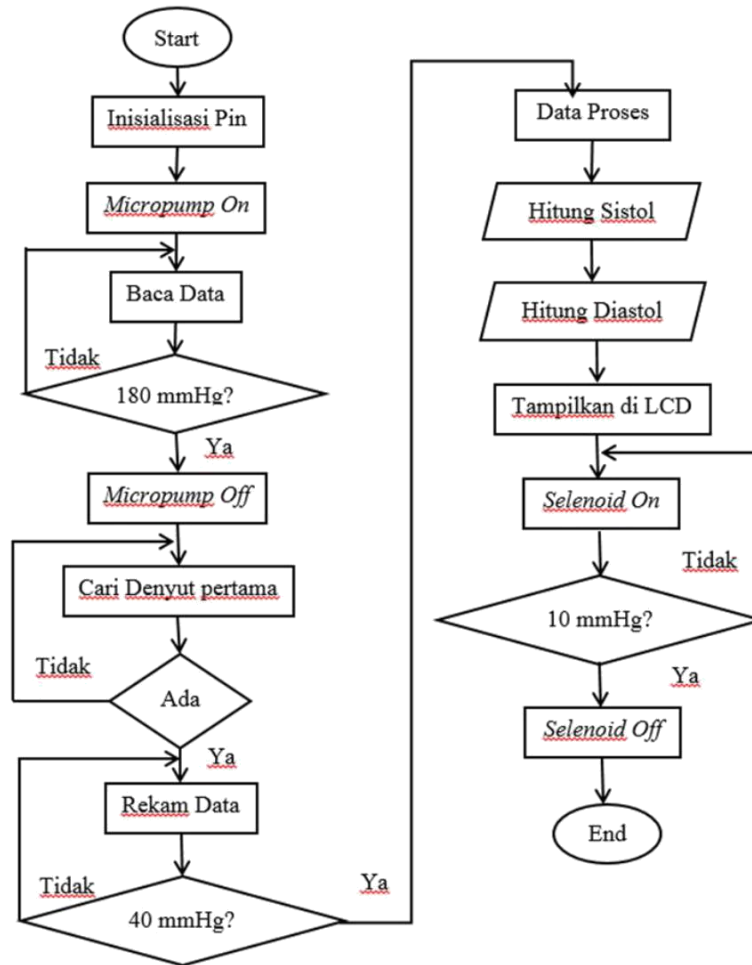 Start
Inisialisasi Pin
Micropump On
Baca Data
Tidak
180 mmHg?
Ya
Micropump Off
Cari Denyut pertama
Tidak
Ada
Ya
Rekam Data
Tidak
40 mmHg?
Ya
Data Proses
Hitung Sistol
Hitung Diastol
Tampilkan di LCD
Selenoid On
Tidak
10 mmHg?
Ya
Selenoid Off
End